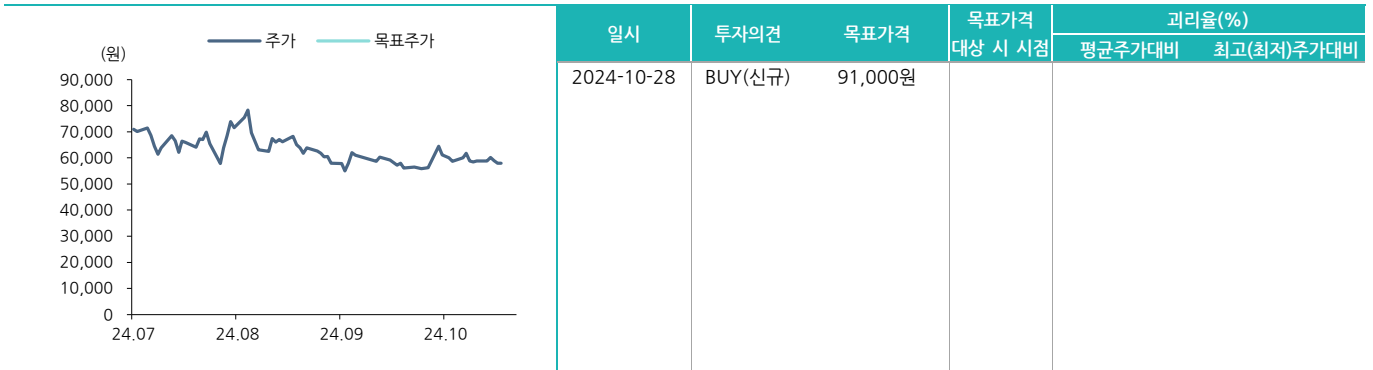 주가 목표주가
(원)
90,000
80,000
70,000
60,000
50,000
40,000
30,000
20,000
10,000
0
24.07 24.08 24.09 24.10
일시 투자의견 목표가격 목표가격 대상 시 시점 괴리율(%)
평균주가대비 최고(최저)주가대비
2024-10-28 BUY(신규) 91,000원